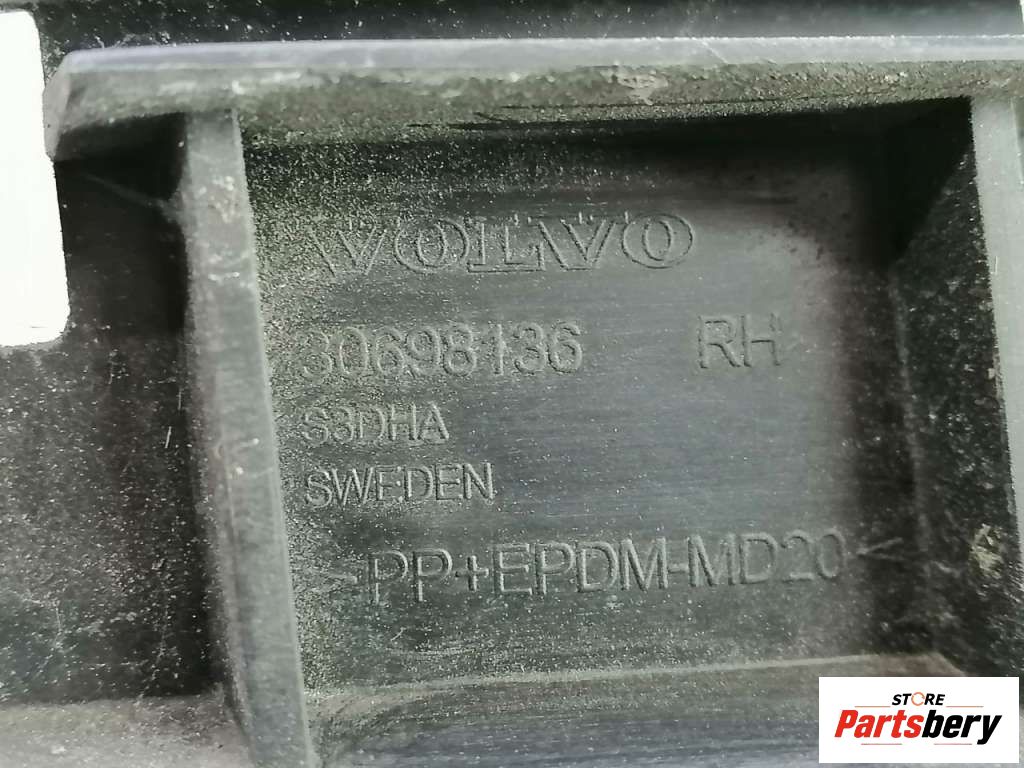 VOLVO
30698136 RH
S3DHA
SWEDEN
>PP+EPDM-MD20<
STORE
Partsbery